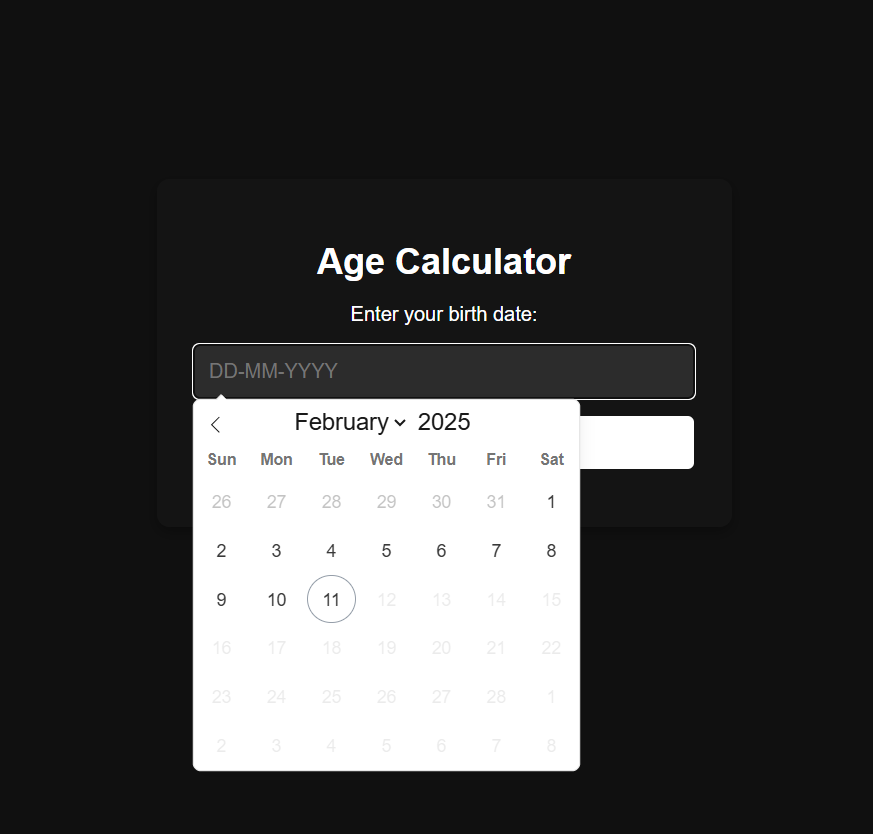 Age Calculator
Enter your birth date:
DD-MM-YYYY
February 2025
Sun Mon Tue Wed Thu Fri Sat
26 27 28 29 30 31 1
2 3 4 5 6 7 8
9 10 11 12 13 14 15
16 17 18 19 20 21 22
23 24 25 26 27 28 1
2 3 4 5 6 7 8